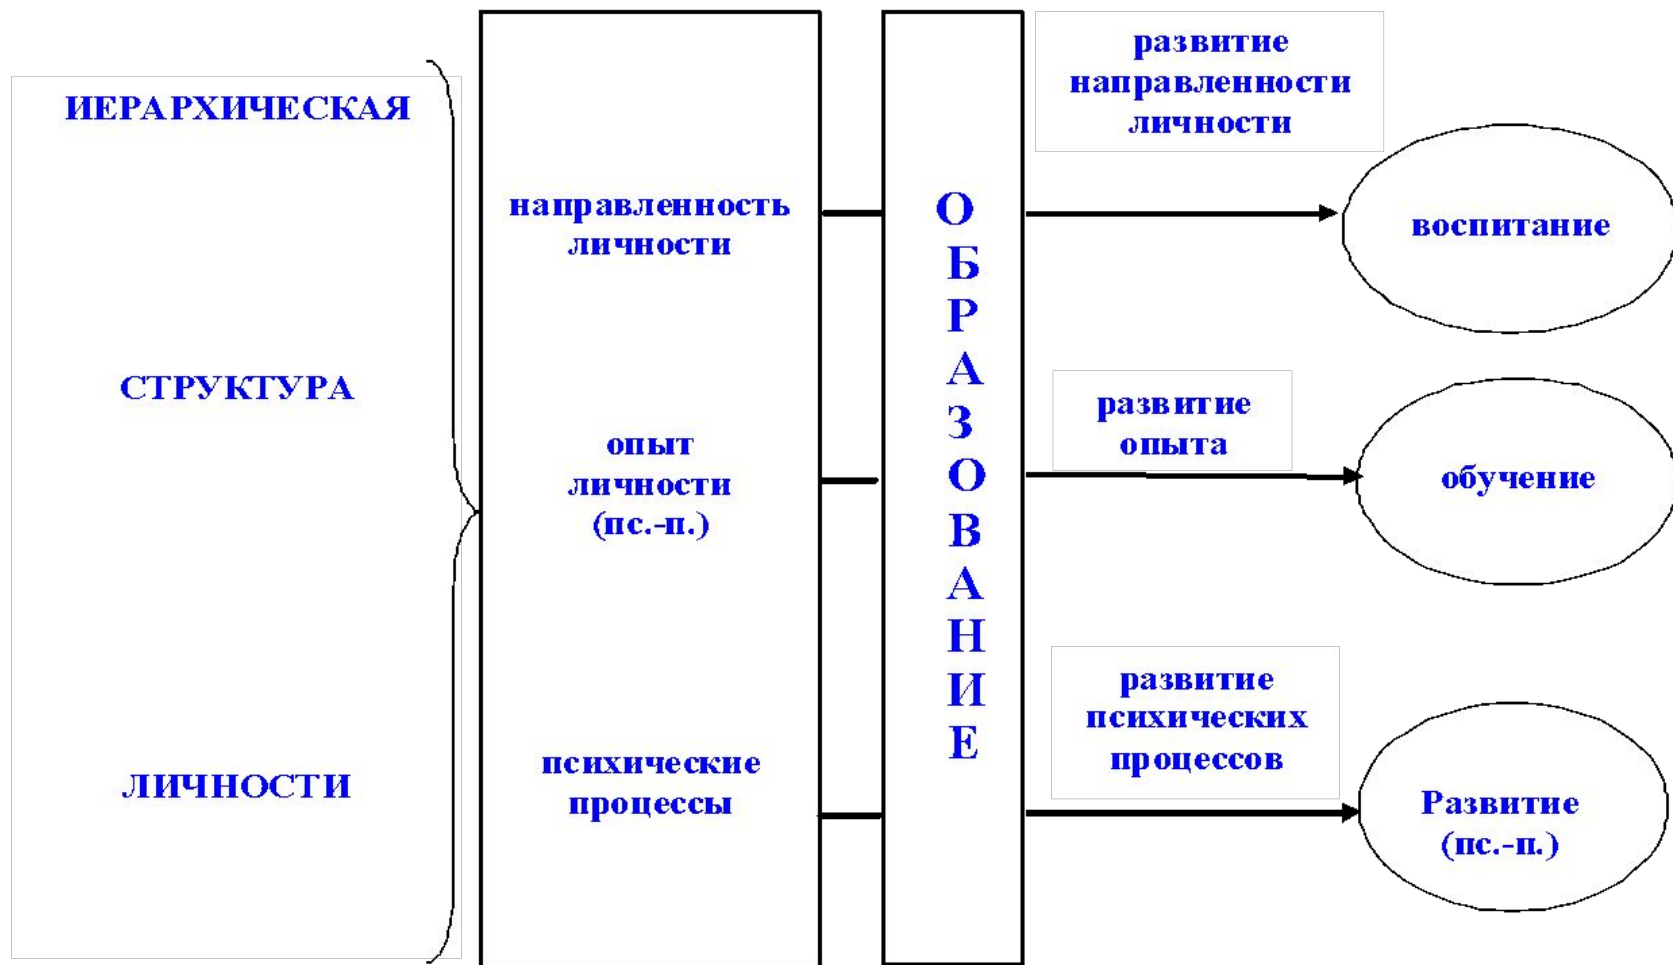 ИЕРАРХИЧЕСКАЯ
СТРУКТУРА
ЛИЧНОСТИ
направленность
личности
опыт
личности
(пс.-п.)
психические
процессы
О
Б
Р
А
З
О
В
А
Н
И
Е
развитие
направленности
личности
воспитание
развитие
опыта
обучение
развитие
психических
процессов
Развитие
(пс.-п.)